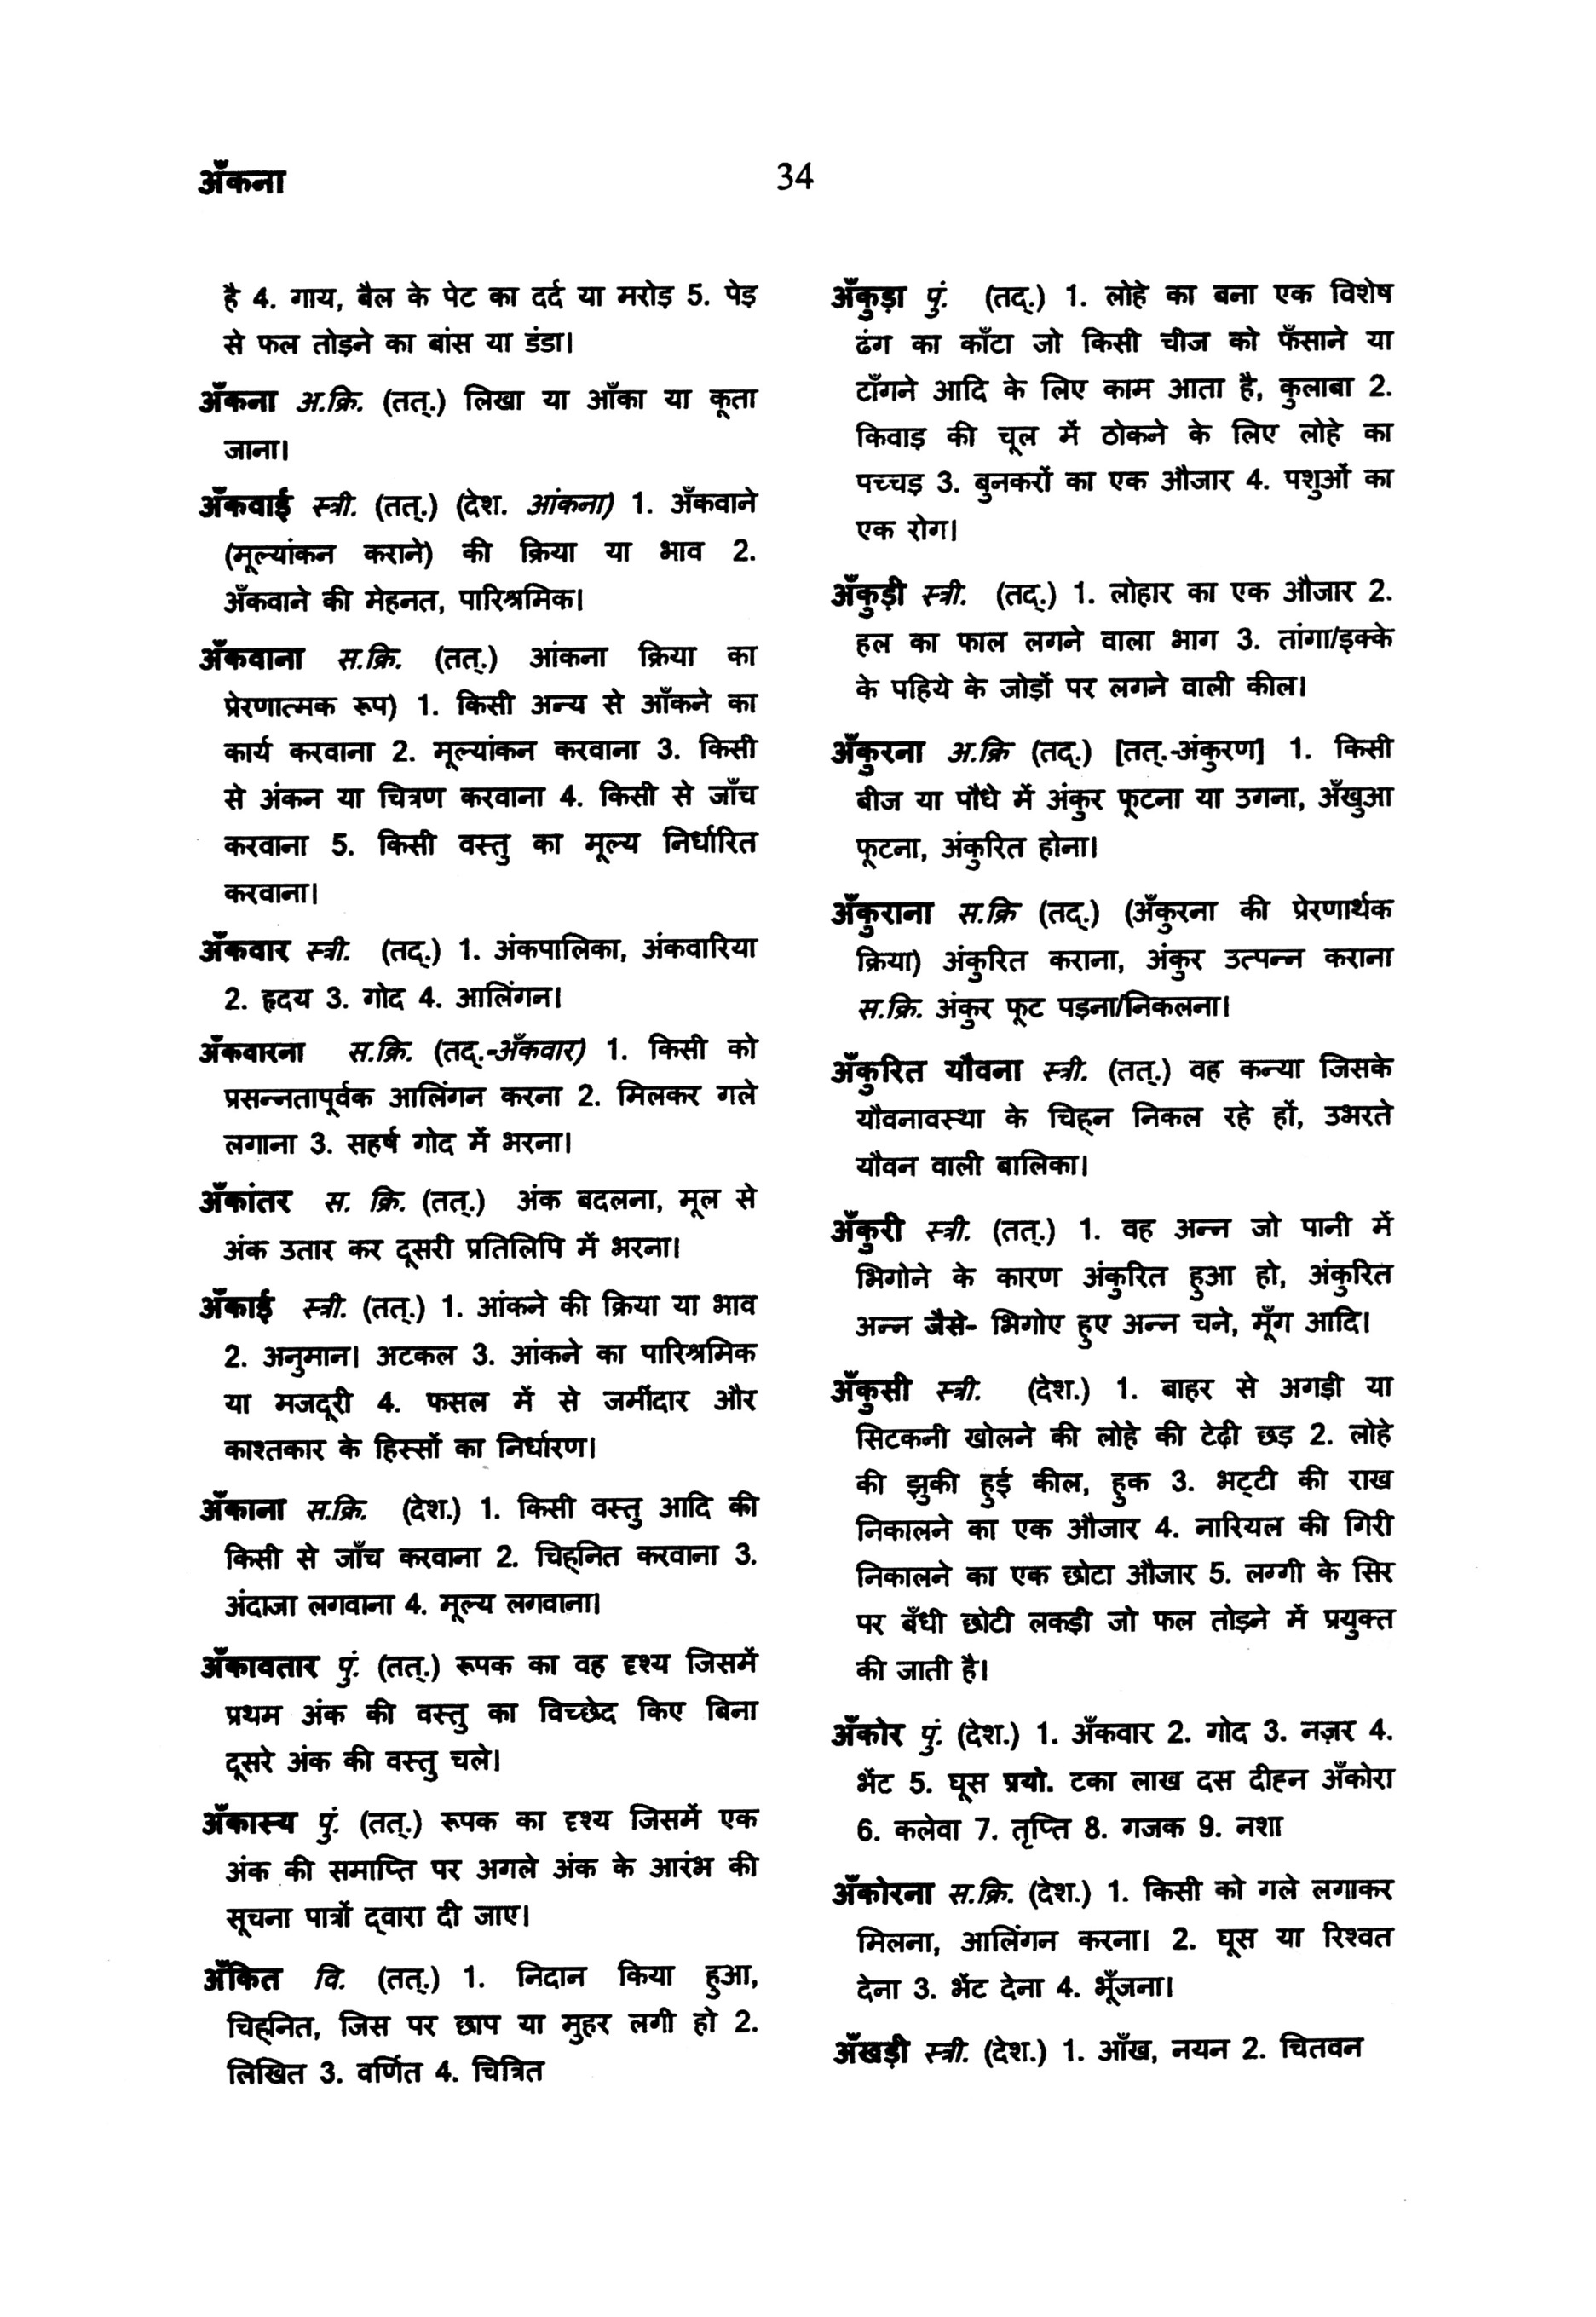 अँकना
34
है 4. गाय, बैल के पेट का दर्द या मरोड़ 5. पेड़
से फल तोड़ने का बांस या डंडा।
अँकना अ.क्रि. (तत्.) लिखा या आँका या कूता
जाना।
अँकवाई स्त्री. (तत्.) (देश. आंकना) 1. अँकवाने
(मूल्यांकन कराने) की क्रिया या भाव 2.
अँकवाने की मेहनत, पारिश्रमिक।
अँकवाना स.क्रि. (तत्.) आंकना क्रिया का
प्रेरणात्मक रूप) 1. किसी अन्य से आँकने का
कार्य करवाना 2. मूल्यांकन करवाना 3. किसी
से अंकन या चित्रण करवाना 4. किसी से जाँच
करवाना 5. किसी वस्तु का मूल्य निर्धारित
करवाना।
अँकवार स्त्री. (तद्.) 1. अंकपालिका, अंकवारिया
2. हृदय 3. गोद 4. आलिंगन।
अँकवारना स.क्रि. (तद्.-अँकवार) 1. किसी को
प्रसन्नतापूर्वक आलिंगन करना 2. मिलकर गले
लगाना 3. सहर्ष गोद में भरना।
अँकांतर स. क्रि. (तत्.) अंक बदलना, मूल से
अंक उतार कर दूसरी प्रतिलिपि में भरना।
अँकाई स्त्री. (तत्.) 1. आंकने की क्रिया या भाव
2. अनुमान। अटकल 3. आंकने का पारिश्रमिक
या मजदूरी 4. फसल में से जमींदार और
काश्तकार के हिस्सों का निर्धारण।
अँकाना स.क्रि. (देश.) 1. किसी वस्तु आदि की
किसी से जाँच करवाना 2. चिह्नित करवाना 3.
अंदाजा लगवाना 4. मूल्य लगवाना।
अँकावतार पुं. (तत्.) रूपक का वह दृश्य जिसमें
प्रथम अंक की वस्तु का विच्छेद किए बिना
दूसरे अंक की वस्तु चले।
अँकास्य पुं. (तत्.) रूपक का दृश्य जिसमें एक
अंक की समाप्ति पर अगले अंक के आरंभ की
सूचना पात्रों द्वारा दी जाए।
अँकित वि. (तत्.) 1. निदान किया हुआ,
चिह्नित, जिस पर छाप या मुहर लगी हो 2.
लिखित 3. वर्णित 4. चित्रित
अँकुड़ा पुं. (तद्.) 1. लोहे का बना एक विशेष
ढंग का काँटा जो किसी चीज को फँसाने या
टाँगने आदि के लिए काम आता है, कुलाबा 2.
किवाड़ की चूल में ठोकने के लिए लोहे का
पच्चड़ 3. बुनकरों का एक औजार 4. पशुओं का
एक रोग।
अँकुड़ी स्त्री. (तद्.) 1. लोहार का एक औजार 2.
हल का फाल लगने वाला भाग 3. तांगा/इक्के
के पहिये के जोड़ों पर लगने वाली कील।
अँकुरना अ.क्रि (तद्.) [तत्.-अंकुरण] 1. किसी
बीज या पौधे में अंकुर फूटना या उगना, अँखुआ
फूटना, अंकुरित होना।
अँकुराना स.क्रि (तद्.) (अँकुरना की प्रेरणार्थक
क्रिया) अंकुरित कराना, अंकुर उत्पन्न कराना
स.क्रि. अंकुर फूट पड़ना/निकलना।
अँकुरित यौवना स्त्री. (तत्.) वह कन्या जिसके
यौवनावस्था के चिह्न निकल रहे हों, उभरते
यौवन वाली बालिका।
अँकुरी स्त्री. (तत्.) 1. वह अन्न जो पानी में
भिगोने के कारण अंकुरित हुआ हो, अंकुरित
अन्न जैसे- भिगोए हुए अन्न चने, मूँग आदि।
अँकुसी स्त्री. (देश.) 1. बाहर से अगड़ी या
सिटकनी खोलने की लोहे की टेढ़ी छड़ 2. लोहे
की झुकी हुई कील, हुक 3. भट्टी की राख
निकालने का एक औजार 4. नारियल की गिरी
निकालने का एक छोटा औजार 5. लग्गी के सिर
पर बँधी छोटी लकड़ी जो फल तोड़ने में प्रयुक्त
की जाती है।
अँकोर पुं. (देश.) 1. अँकवार 2. गोद 3. नज़र 4.
भेंट 5. घूस प्रयो. टका लाख दस दीह्न अँकोरा
6. कलेवा 7. तृप्ति 8. गजक 9. नशा
अँकोरना स.क्रि. (देश.) 1. किसी को गले लगाकर
मिलना, आलिंगन करना। 2. घूस या रिश्वत
देना 3. भेंट देना 4. भूँजना।
अँखड़ी स्त्री. (देश.) 1. आँख, नयन 2. चितवन